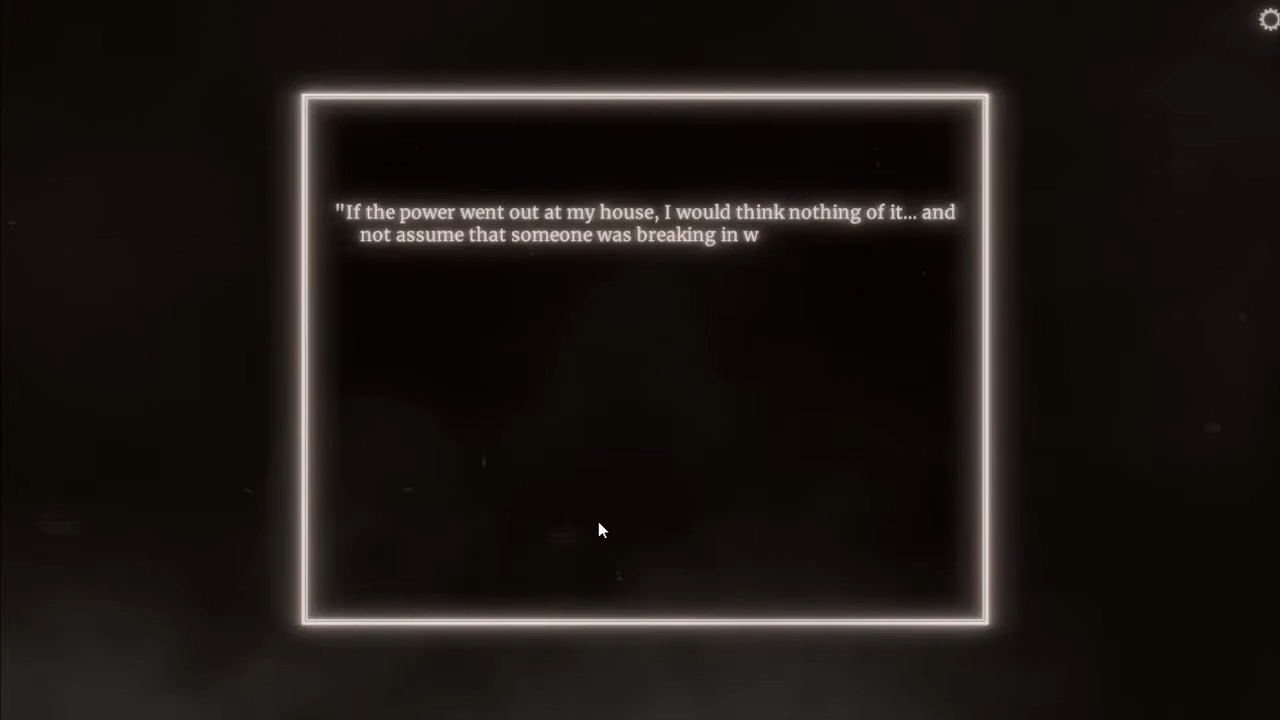 "If the power went out at my house, I would think nothing of it... and
not assume that someone was breaking in w